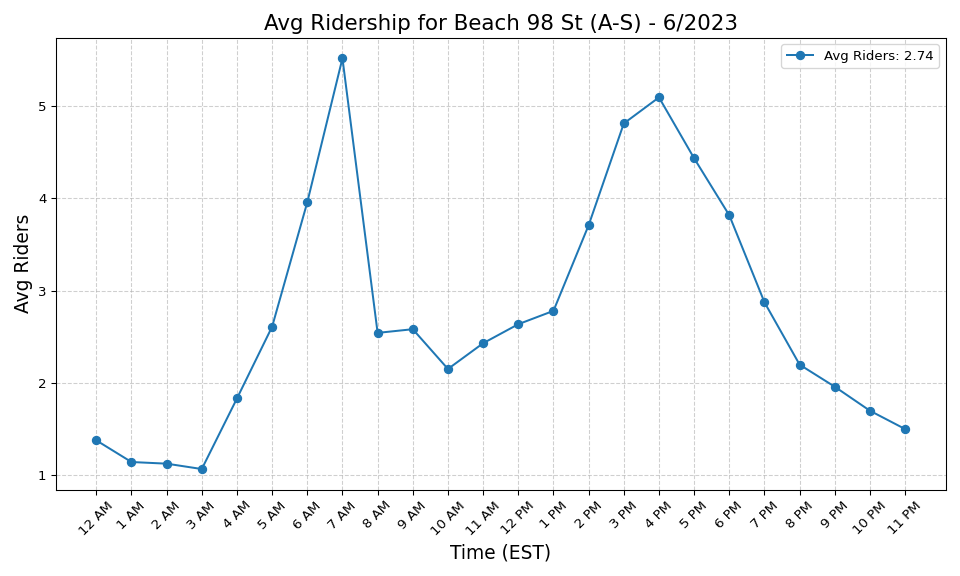 Avg Ridership for Beach 98 St (A-S) - 6/2023
Avg Riders: 2.74
Avg Riders
5
4
3
2
1
12 AM 1 AM 2 AM 3 AM 4 AM 5 AM 6 AM 7 AM 8 AM 9 AM 10 AM 11 AM 12 PM 1 PM 2 PM 3 PM 4 PM 5 PM 6 PM 7 PM 8 PM 9 PM 10 PM 11 PM
Time (EST)